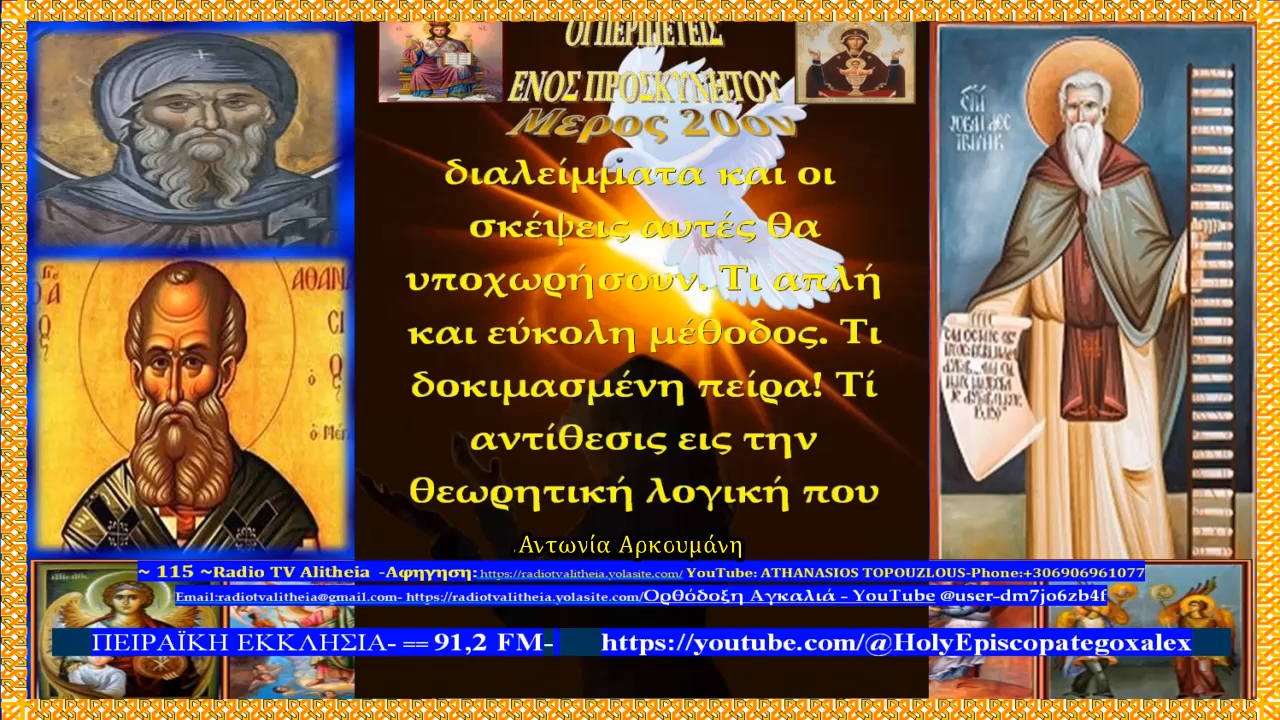 ΟΙ ΠΕΡΙΠΕΤΕΙΣ
ΕΝΟΣ ΠΡΟΣΚΥΝΗΤΟΥ
Μερος 20ον
διαλείμματα και οι
σκέψεις αυτές θα
υποχωρήσουν. Τι απλή
και εύκολη μέθοδος. Τι
δοκιμασμένη πείρα! Τί
αντίθεσις εις την
θεωρητική λογική που
.Αντωνία Αρκουμάνη
~ 115 ~Radio TV Alitheia -Αφηγηση: https://radiotvalitheia.yolasite.com/ YouTube: ATHANASIOS TOPOUZLOUS-Phone:+306906961077
Email:radiotvalitheia@gmail.com- https://radiotvalitheia.yolasite.com/Ορθόδοξη Αγκαλιά - YouTube @user-dm7jo6zb4f
ΠΕΙΡΑΪΚΗ ΕΚΚΛΗΣΙΑ- == 91,2 FM- https://youtube.com/@HolyEpiscopategoxalex
ΑΘΑΝΑ
ΣΙ
ο
ὁ Μέγ